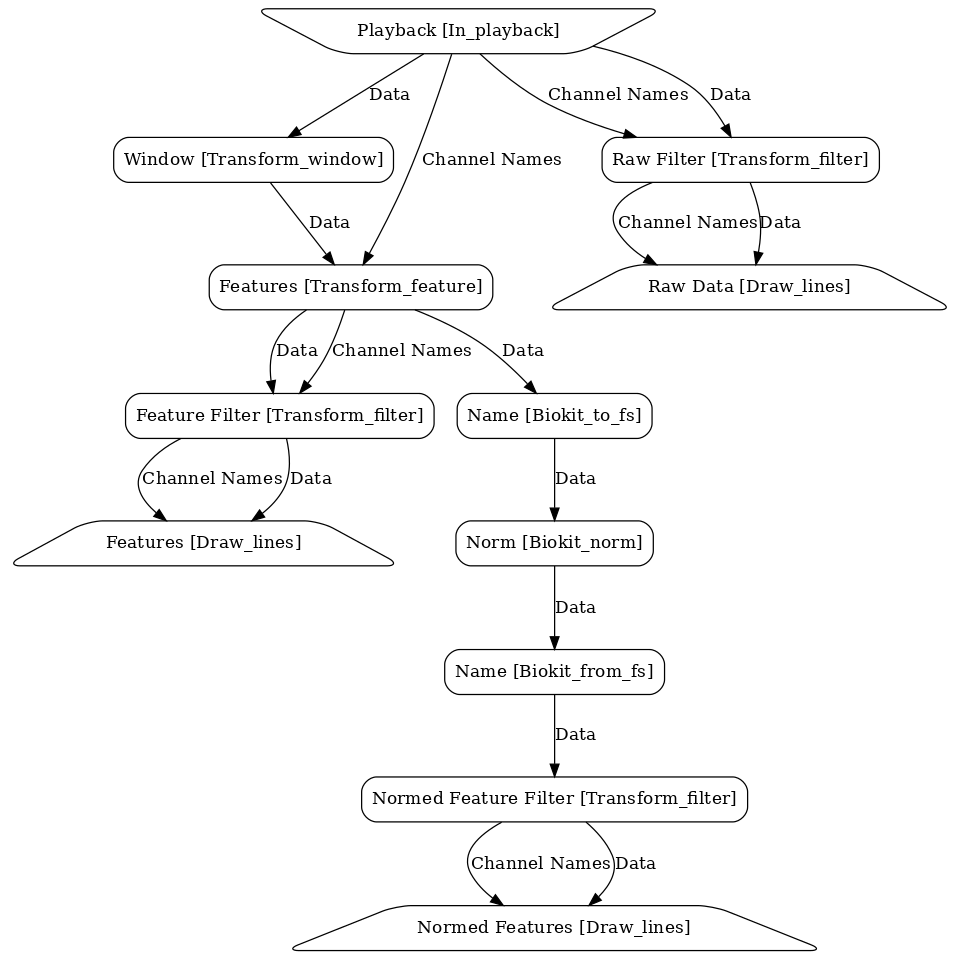 Playback [In_playback]
Data
Channel Names
Data
Window [Transform_window]
Channel Names
Raw Filter [Transform_filter]
Data
Channel Names
Data
Features [Transform_feature]
Raw Data [Draw_lines]
Data
Channel Names
Data
Feature Filter [Transform_filter]
Name [Biokit_to_fs]
Channel Names
Data
Data
Features [Draw_lines]
Norm [Biokit_norm]
Data
Name [Biokit_from_fs]
Data
Normed Feature Filter [Transform_filter]
Channel Names
Data
Normed Features [Draw_lines]